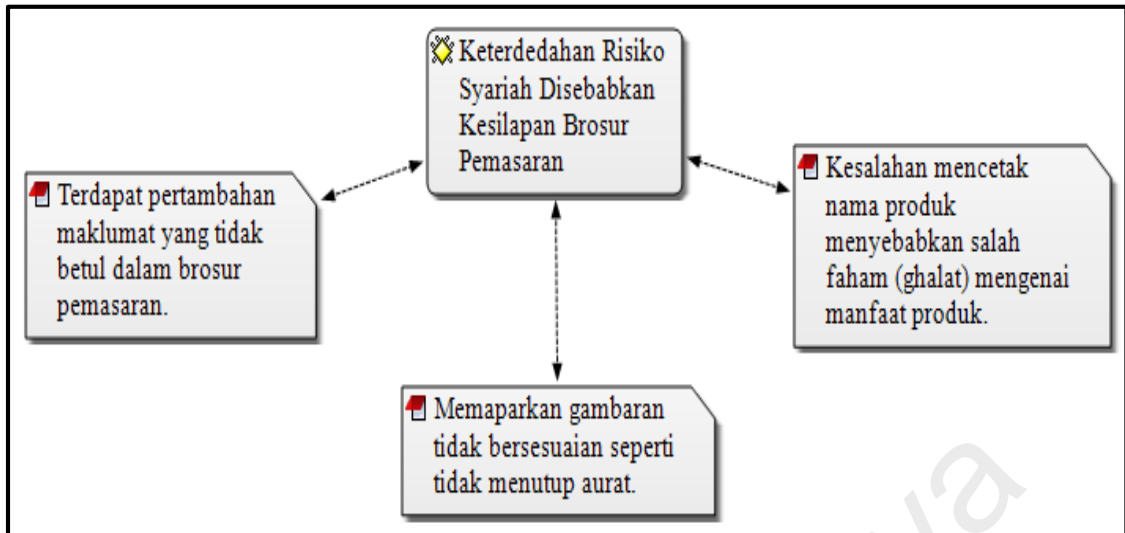 Keterdedahan Risiko
Syariah Disebabkan
Kesilapan Brosur
Pemasaran
Terdapat pertambahan
maklumat yang tidak
betul dalam brosur
pemasaran.
Kesalahan mencetak
nama produk
menyebabkan salah
faham (ghalat) mengenai
manfaat produk.
Memaparkan gambaran
tidak bersesuaian seperti
tidak menutup aurat.